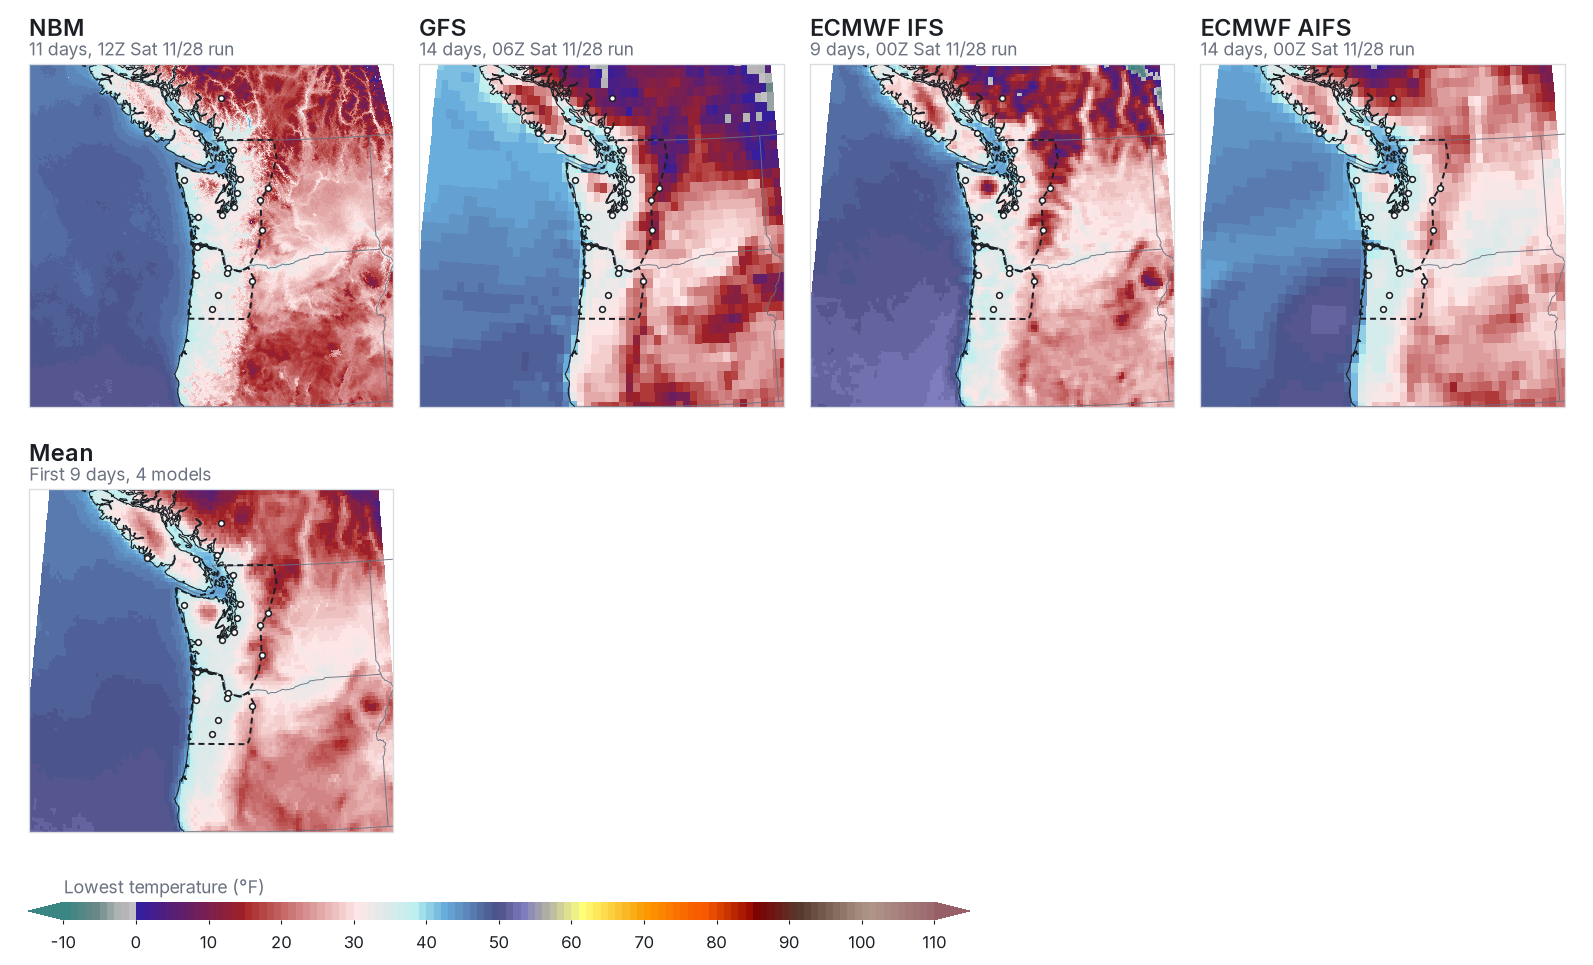 NBM
11 days, 12Z Sat 11/28 run
GFS
14 days, 06Z Sat 11/28 run
ECMWF IFS
9 days, 00Z Sat 11/28 run
ECMWF AIFS
14 days, 00Z Sat 11/28 run
Mean
First 9 days, 4 models
Lowest temperature (°F)
-10 0 10 20 30 40 50 60 70 80 90 100 110